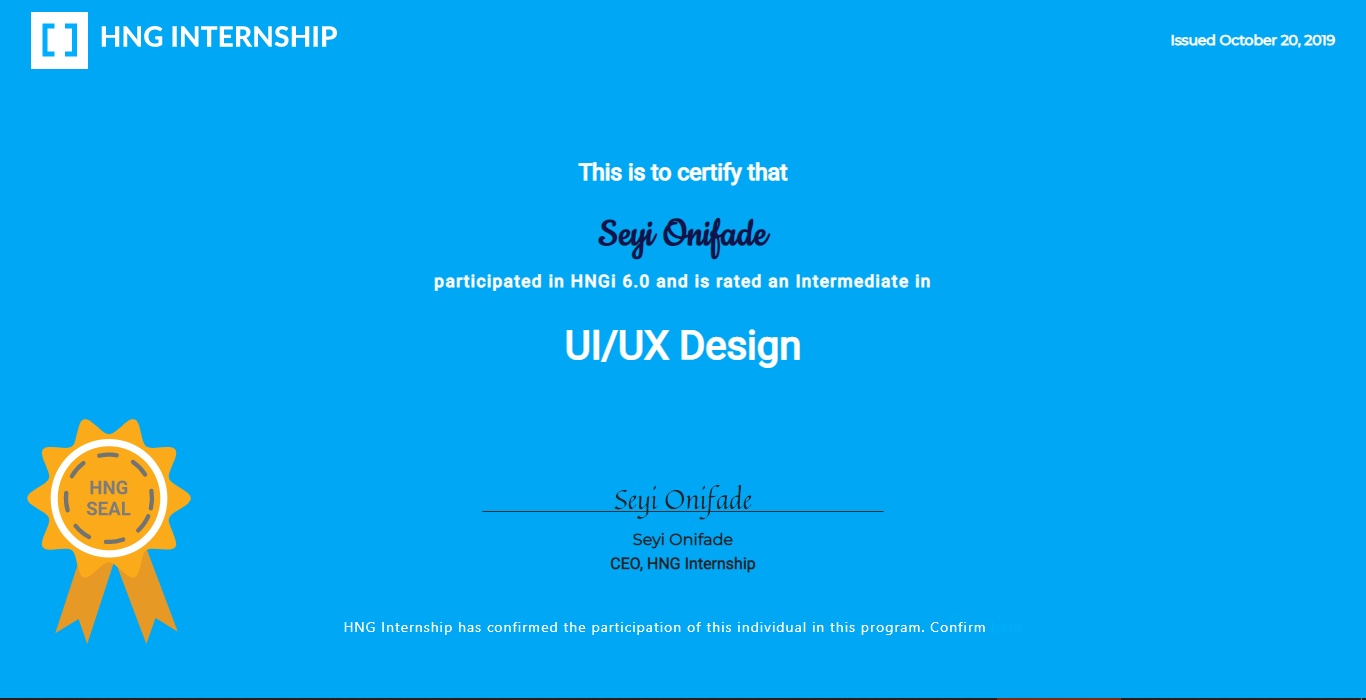 HNG INTERNSHIP
Issued October 20, 2019
This is to certify that
Seyi Onifade
participated in HNGi 6.0 and is rated an Intermediate in
UI/UX Design
HNG
SEAL
Seyi Onifade
Seyi Onifade
CEO, HNG Internship
HNG Internship has confirmed the participation of this individual in this program. Confirm